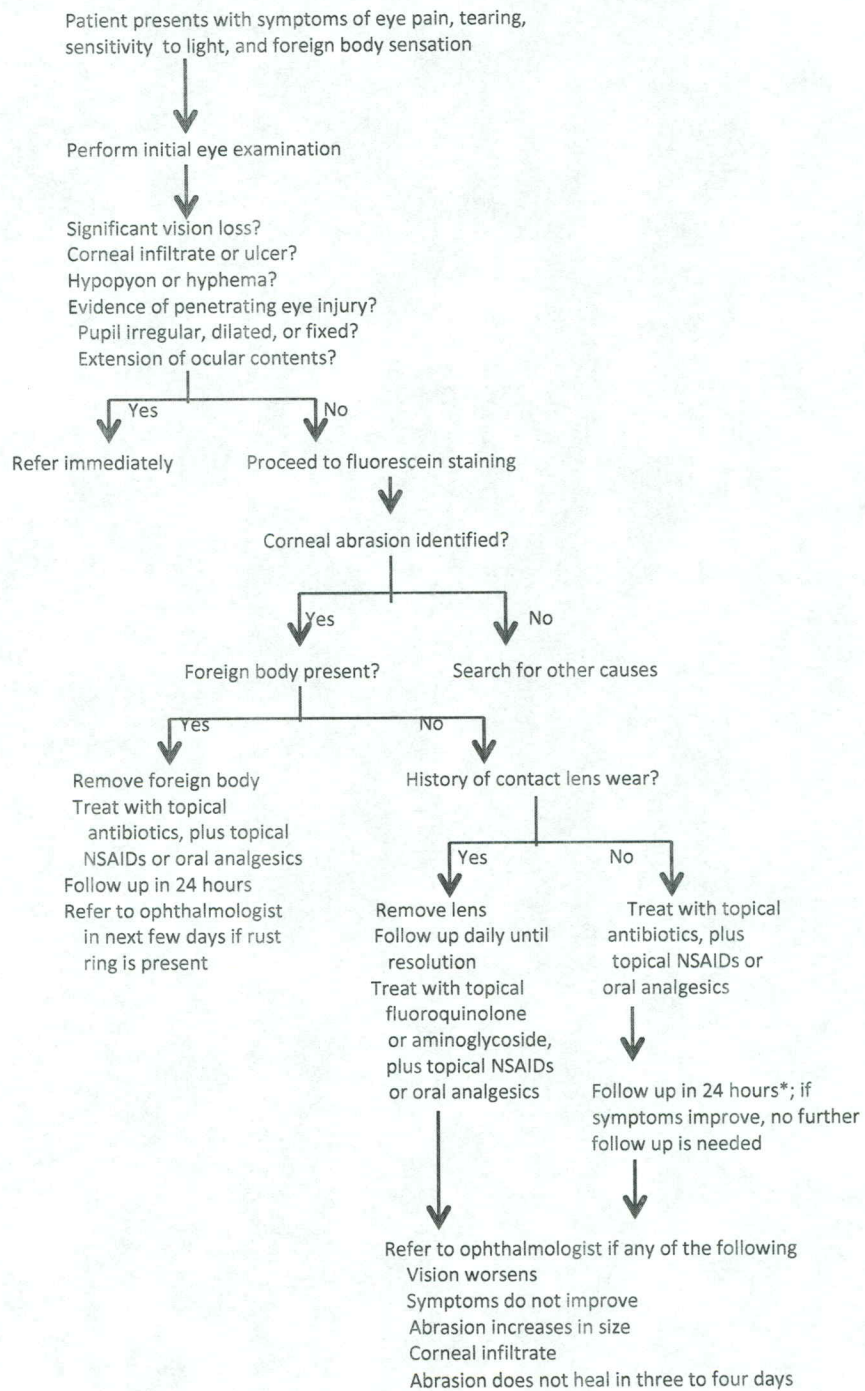 Patient presents with symptoms of eye pain, tearing,
sensitivity to light, and foreign body sensation
Perform initial eye examination
Significant vision loss?
Corneal infiltrate or ulcer?
Hypopyon or hyphema?
Evidence of penetrating eye injury?
Pupil irregular, dilated, or fixed?
Extension of ocular contents?
Yes
No
Refer immediately
Proceed to fluorescein staining
Corneal abrasion identified?
Yes
No
Foreign body present?
Search for other causes
Yes
No
Remove foreign body
Treat with topical
antibiotics, plus topical
NSAIDs or oral analgesics
Follow up in 24 hours
Refer to ophthalmologist
in next few days if rust
ring is present
History of contact lens wear?
Yes
No
Remove lens
Follow up daily until
resolution
Treat with topical
fluoroquinolone
or aminoglycoside,
plus topical NSAIDs
or oral analgesics
Treat with topical
antibiotics, plus
topical NSAIDs or
oral analgesics
Follow up in 24 hours*; if
symptoms improve, no further
follow up is needed
Refer to ophthalmologist if any of the following
Vision worsens
Symptoms do not improve
Abrasion increases in size
Corneal infiltrate
Abrasion does not heal in three to four days